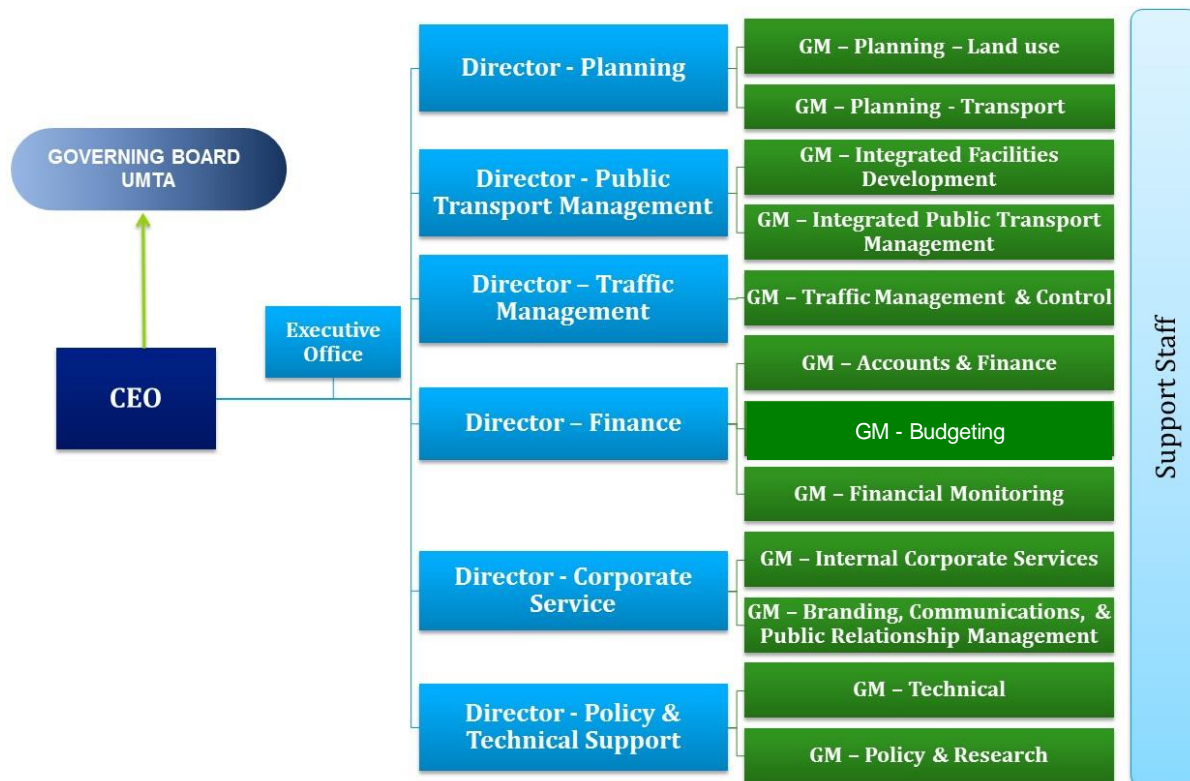 GOVERNING BOARD
UMTA
CEO
Executive
Office
Director - Planning
GM – Planning – Land use
GM – Planning - Transport
Director - Public
Transport Management
GM – Integrated Facilities
Development
GM – Integrated Public Transport
Management
Director – Traffic
Management
GM – Traffic Management & Control
Director – Finance
GM – Accounts & Finance
GM - Budgeting
GM – Financial Monitoring
Director - Corporate
Service
GM – Internal Corporate Services
GM – Branding, Communications, &
Public Relationship Management
Director - Policy &
Technical Support
GM – Technical
GM – Policy & Research
Support Staff